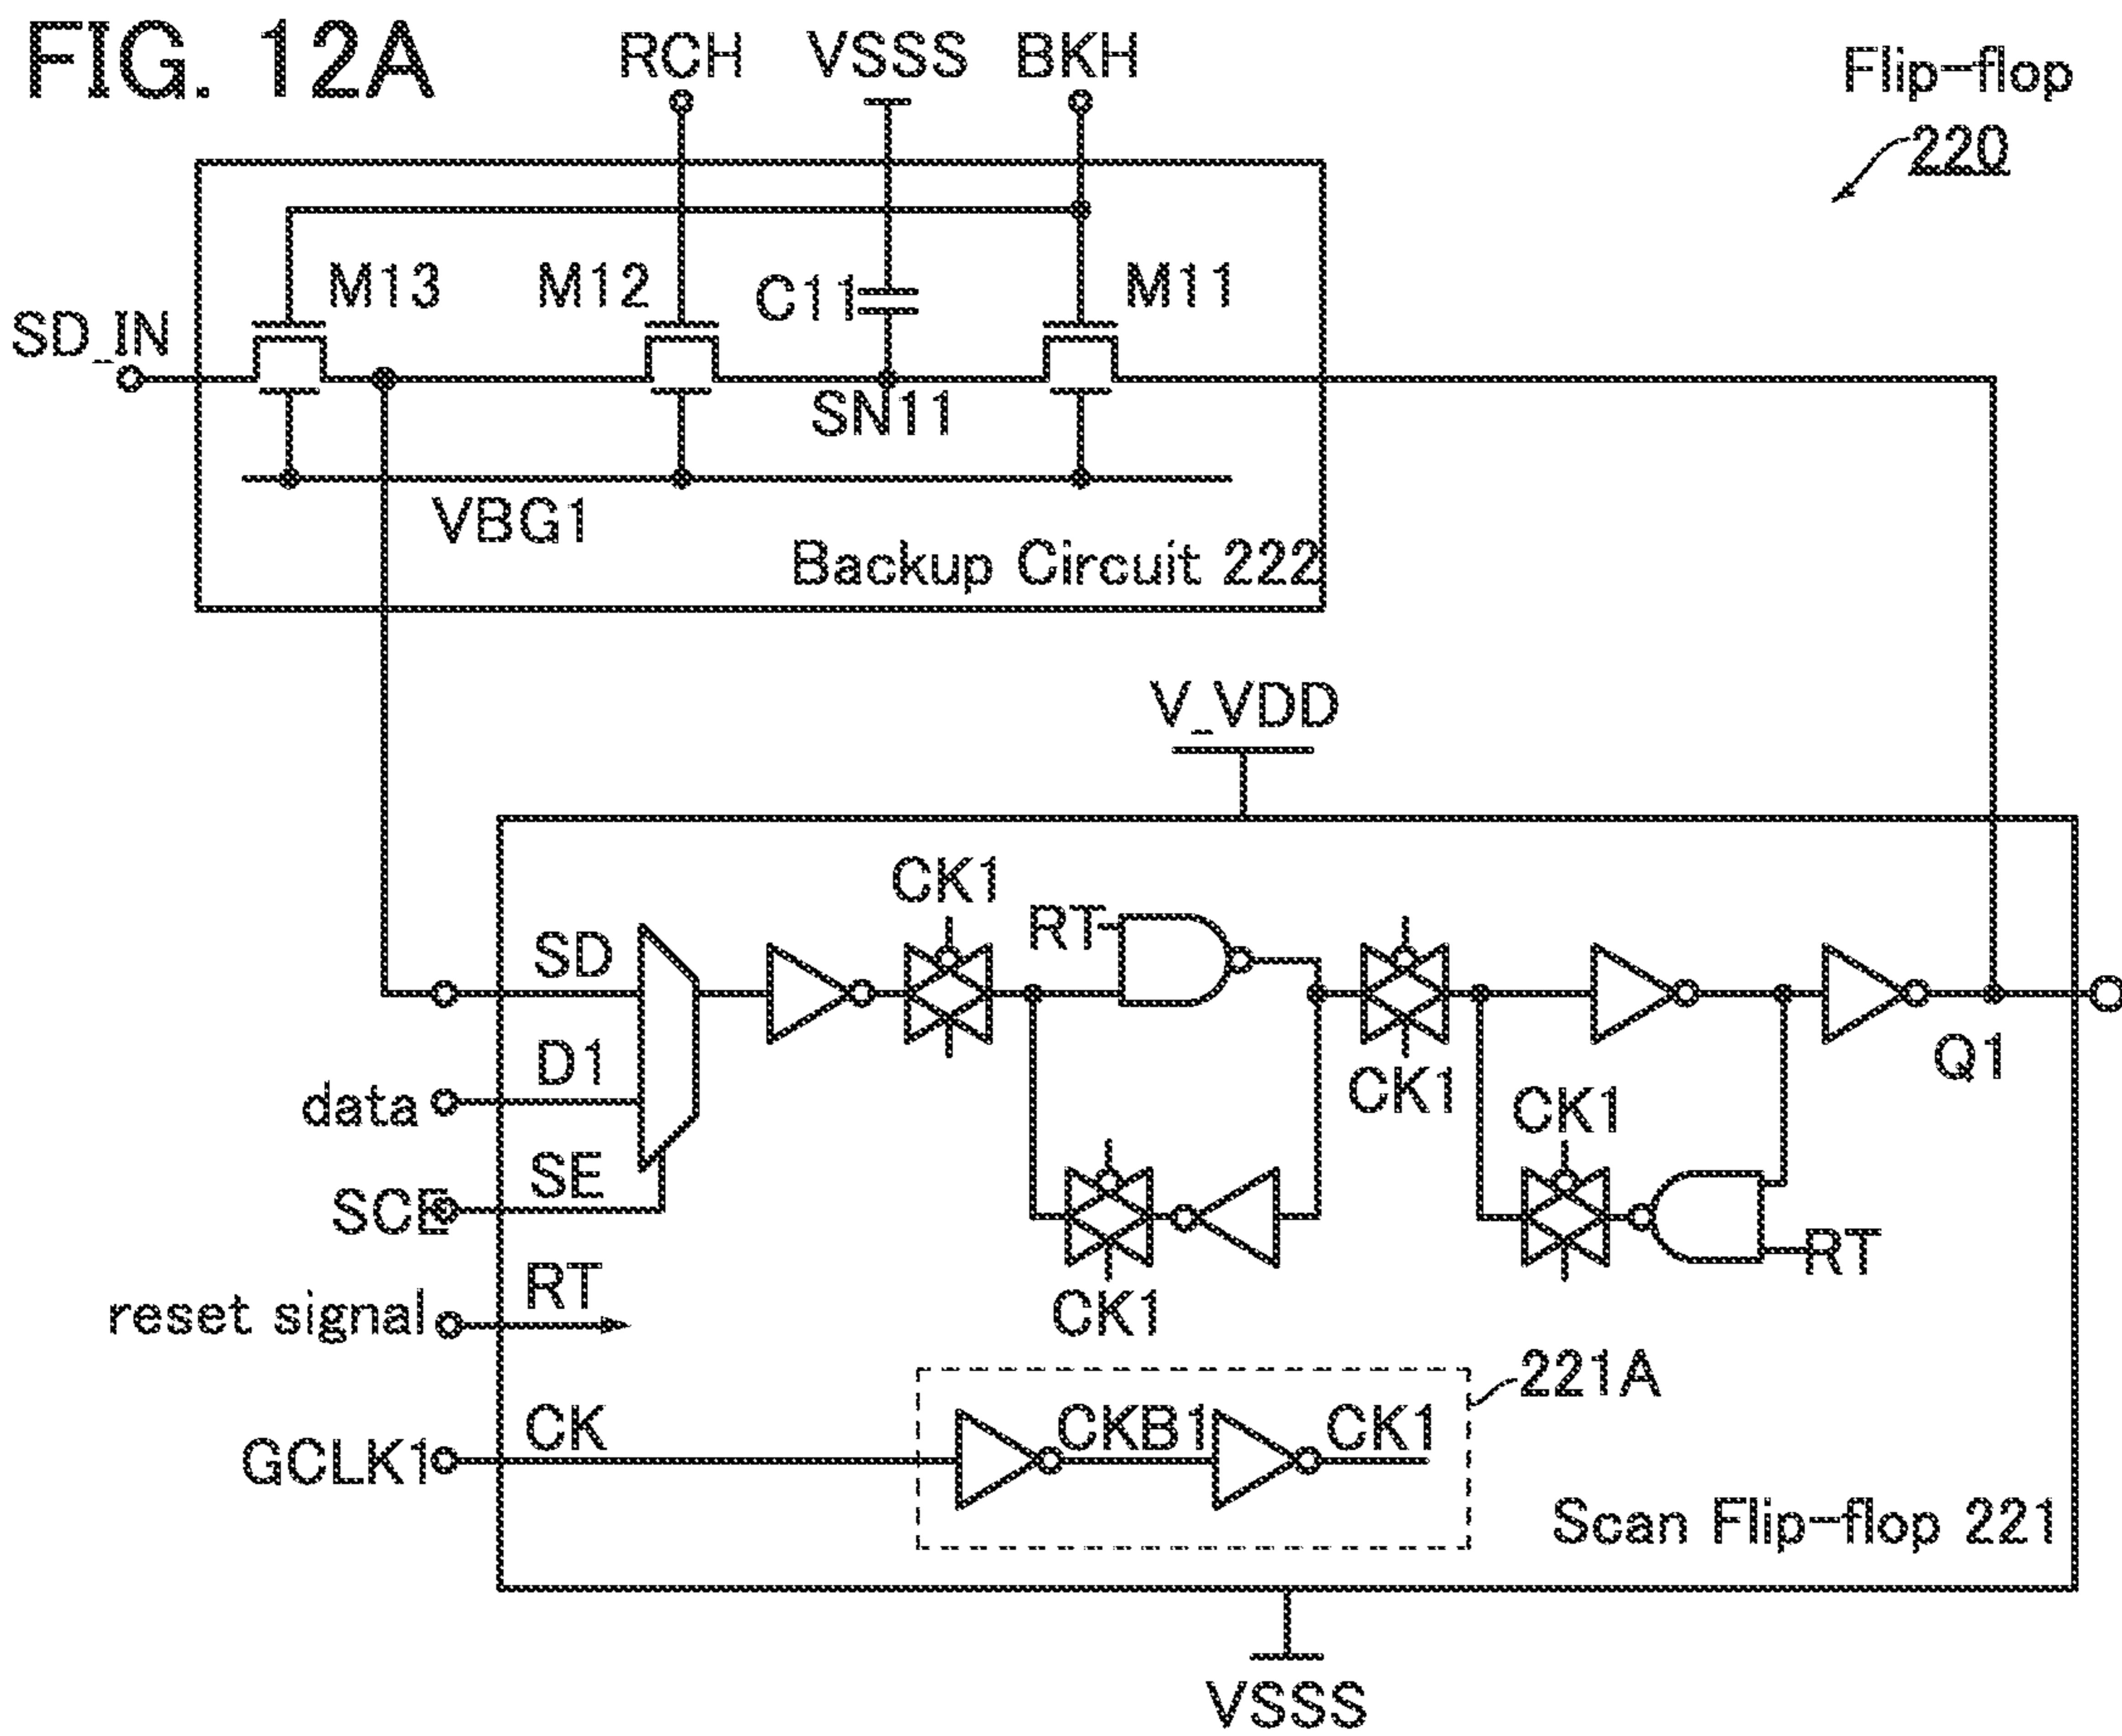 FIG. 12A
RCH VSSS BKH
Flip-flop
220
M13 M12 C11 M11
SD_IN
SN11
VBG1
Backup Circuit 222
V_VDD
CK1
SD
RT
D1
data
CK1
Q1
CK1
SE
SCE
RT
RT
reset signal
CK1
221A
CK
CKB1
CK1
GCLK1
Scan Flip-flop 221
VSSS